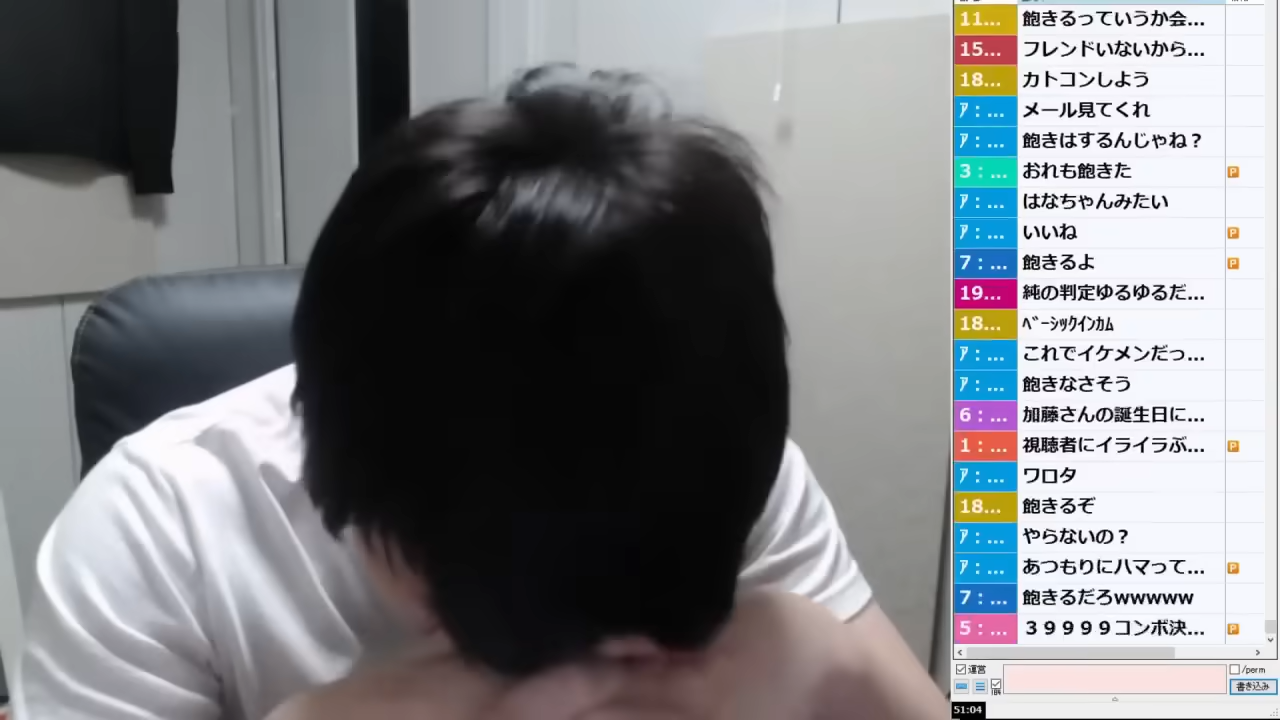 11... 飽きるっていうか会...
15... フレンドいないから...
18... カトコンしよう
ｱ：... メール見てくれ
ｱ：... 飽きはするんじゃね？
3：... おれも飽きた P
ｱ：... はなちゃんみたい
ｱ：... いいね P
7：... 飽きるよ P
19... 純の判定ゆるゆるだ...
18... ﾍﾞｰｼｯｸｲﾝｶﾑ
ｱ：... これでイケメンだっ...
ｱ：... 飽きなさそう
6：... 加藤さんの誕生日に...
1：... 視聴者にイライラぶ... P
ｱ：... ワロタ
18... 飽きるぞ
ｱ：... やらないの？
ｱ：... あつもりにハマって... P
7：... 飽きるだろwwwww
5：... ３９９９９コンボ決... P
運営 /perm
184 書き込み
51:04